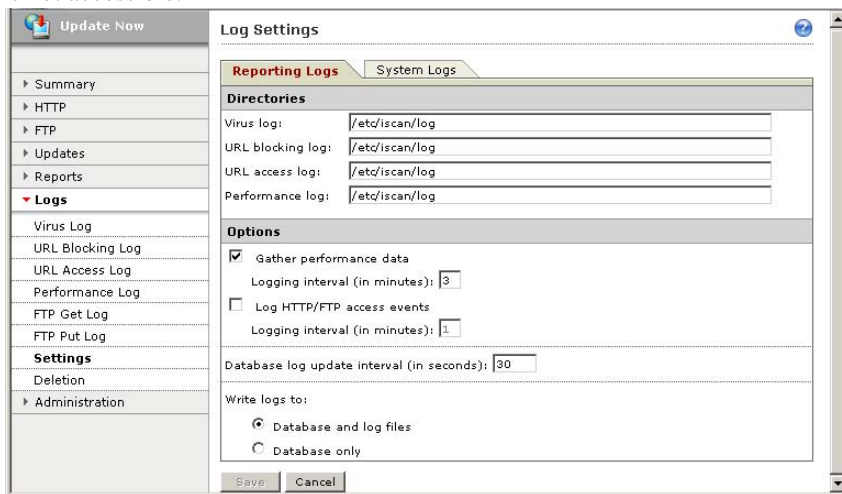 Update Now
Summary
HTTP
FTP
Updates
Reports
Logs
Virus Log
URL Blocking Log
URL Access Log
Performance Log
FTP Get Log
FTP Put Log
Settings
Deletion
Administration
Log Settings
Reporting Logs
System Logs
Directories
Virus log: /etc/iscan/log
URL blocking log: /etc/iscan/log
URL access log: /etc/iscan/log
Performance log: /etc/iscan/log
Options
Gather performance data
Logging interval (in minutes): 3
Log HTTP/FTP access events
Logging interval (in minutes): 1
Database log update interval (in seconds): 30
Write logs to:
Database and log files
Database only
Save Cancel